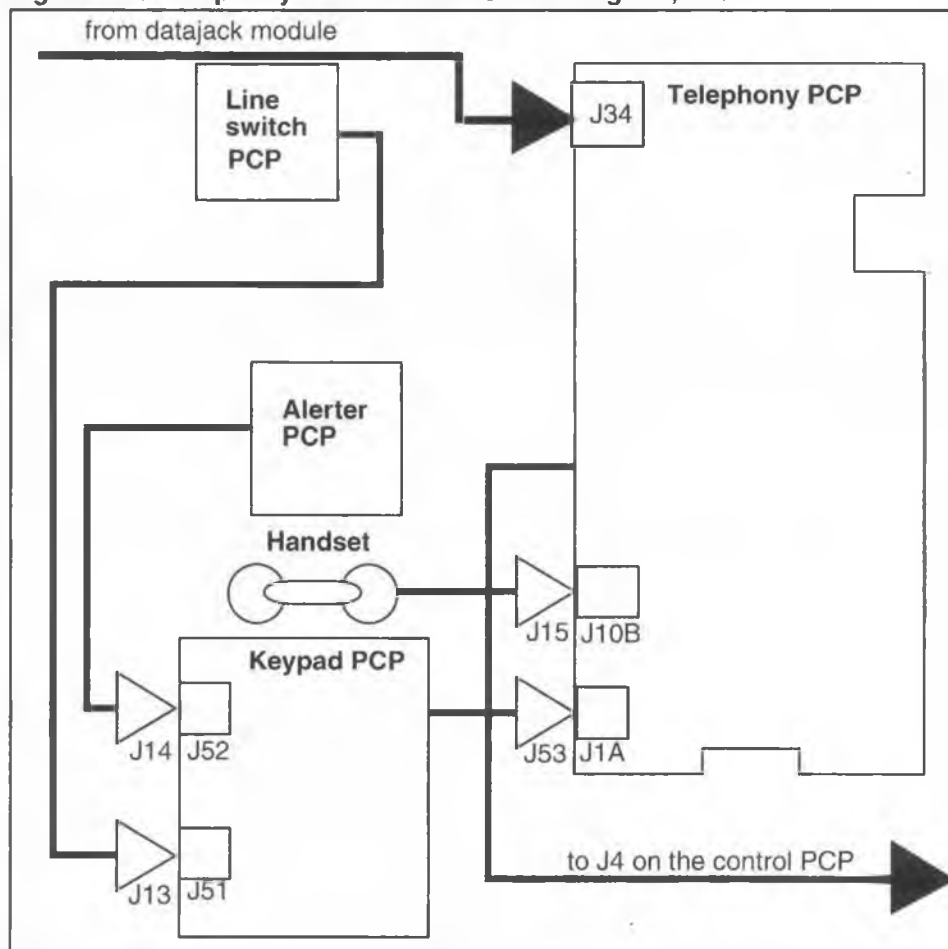 from datajack module
Line
switch
PCP
J34
Telephony PCP
Alerter
PCP
Handset
J15
J10B
Keypad PCP
J14
J52
J53
J1A
J13
J51
to J4 on the control PCP